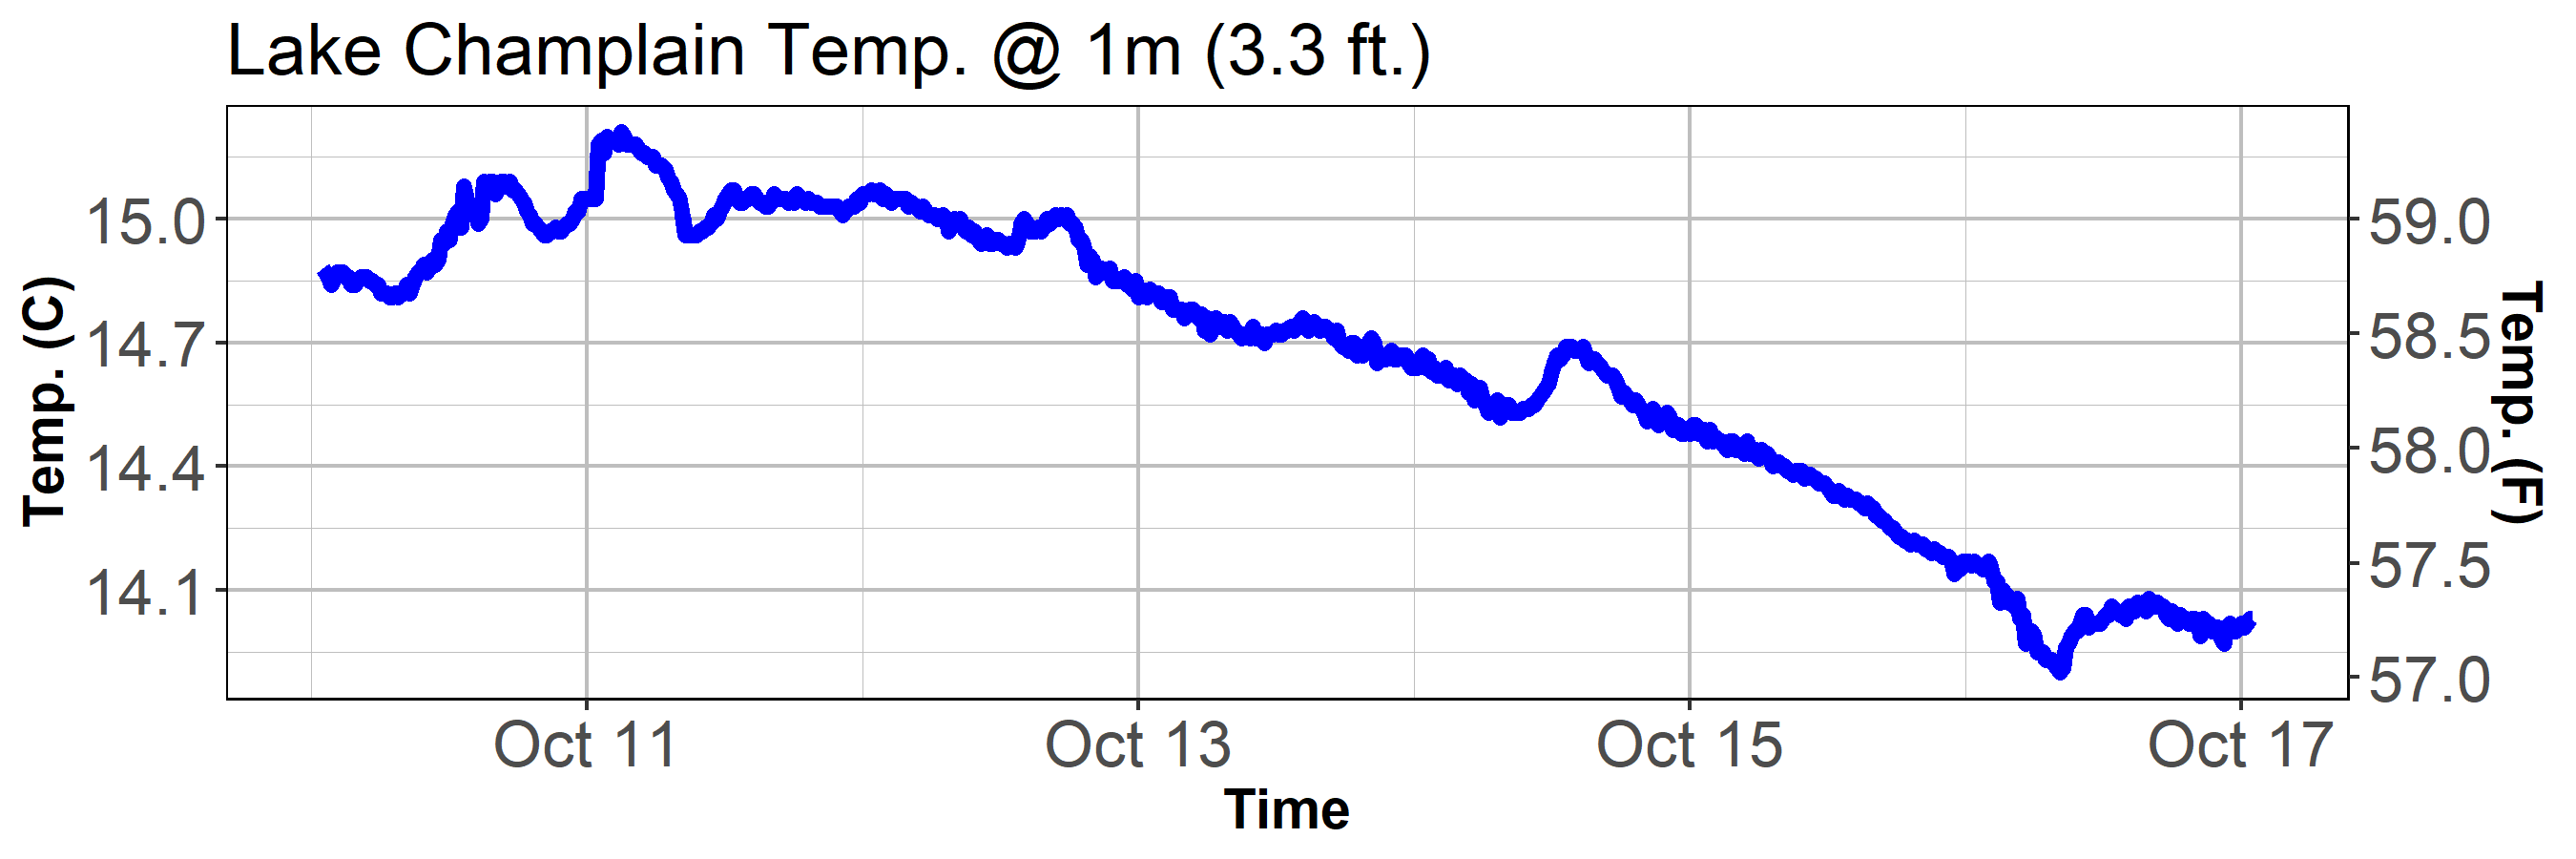 Lake Champlain Temp. @ 1m (3.3 ft.)
Temp. (C)
15.0
14.7
14.4
14.1
59.0
58.5
58.0
57.5
57.0
Temp. (F)
Oct 11 Oct 13 Oct 15 Oct 17
Time